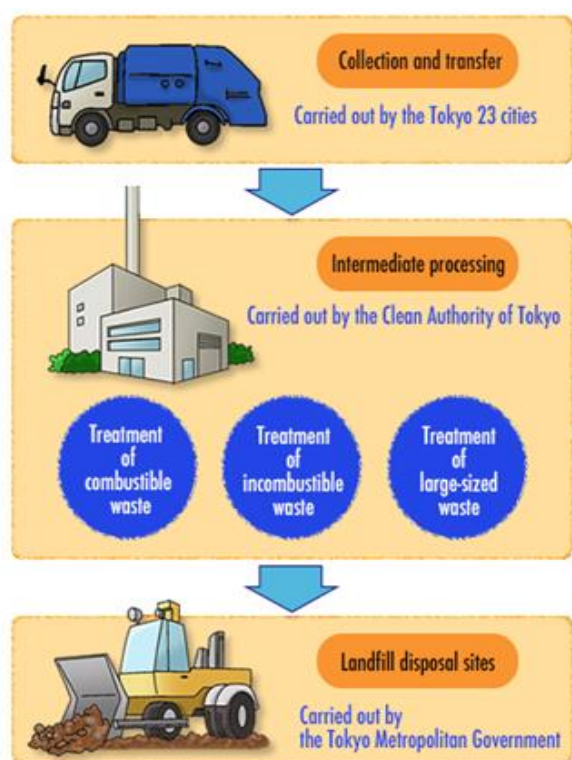 Collection and transfer
Carried out by the Tokyo 23 cities
Intermediate processing
Carried out by the Clean Authority of Tokyo
Treatment
of
combustible
waste
Treatment
of
incombustible
waste
Treatment
of
large-sized
waste
Landfill disposal sites
Carried out by
the Tokyo Metropolitan Government